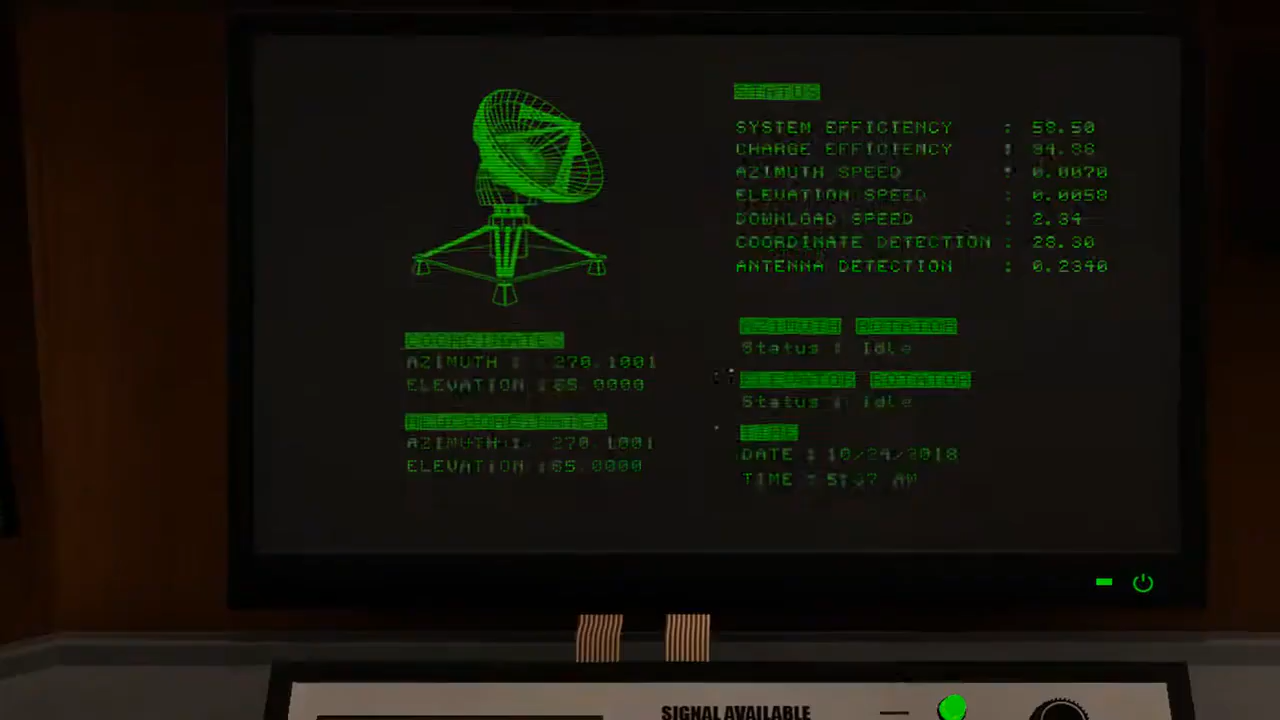 STATUS
SYSTEM EFFICIENCY : 58.50
CHARGE EFFICIENCY : 94.86
AZIMUTH SPEED : 0.0070
ELEVATION SPEED : 0.0058
DOWNLOAD SPEED : 2.34
COORDINATE DETECTION : 28.30
ANTENNA DETECTION : 0.2340
COORDINATES
AZIMUTH : 270.1001
ELEVATION : 65.0000
AZIMUTH : 270.1001
ELEVATION : 65.0000
AZIMUTH ROTATOR
Status : Idle
ELEVATOR ROTATOR
Status : Idle
DATE : 10/24/2018
TIME : AM
SIGNAL AVAILABLE